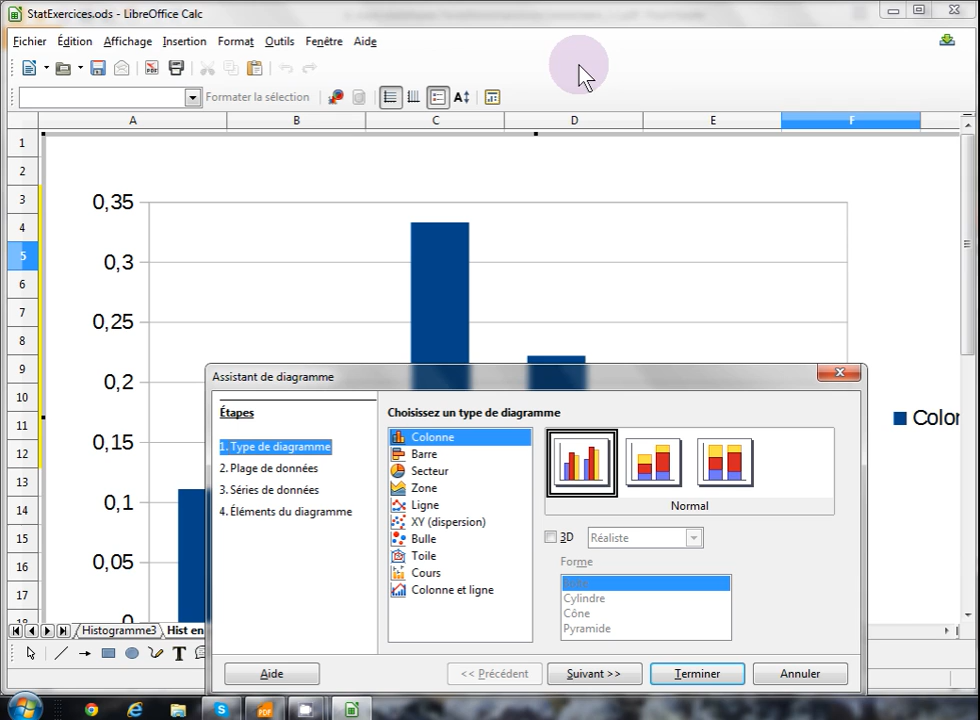 StatExercices.ods - LibreOffice Calc
Fichier Édition Affichage Insertion Format Outils Fenêtre Aide
Formater la sélection
A B C D E F
1
2
3
4
5
6
7
8
9
10
11
12
13
14
15
16
17
0,35
0,3
0,25
0,2
0,15
0,1
0,05
0
Color
Assistant de diagramme
Étapes
1. Type de diagramme
2. Plage de données
3. Séries de données
4. Éléments du diagramme
Choisissez un type de diagramme
Colonne
Barre
Secteur
Zone
Ligne
XY (dispersion)
Bulle
Toile
Cours
Colonne et ligne
Normal
3D Réaliste
Forme
Cylindre
Cône
Pyramide
Histogramme3 Hist en
Aide << Précédent Suivant >> Terminer Annuler
PDF